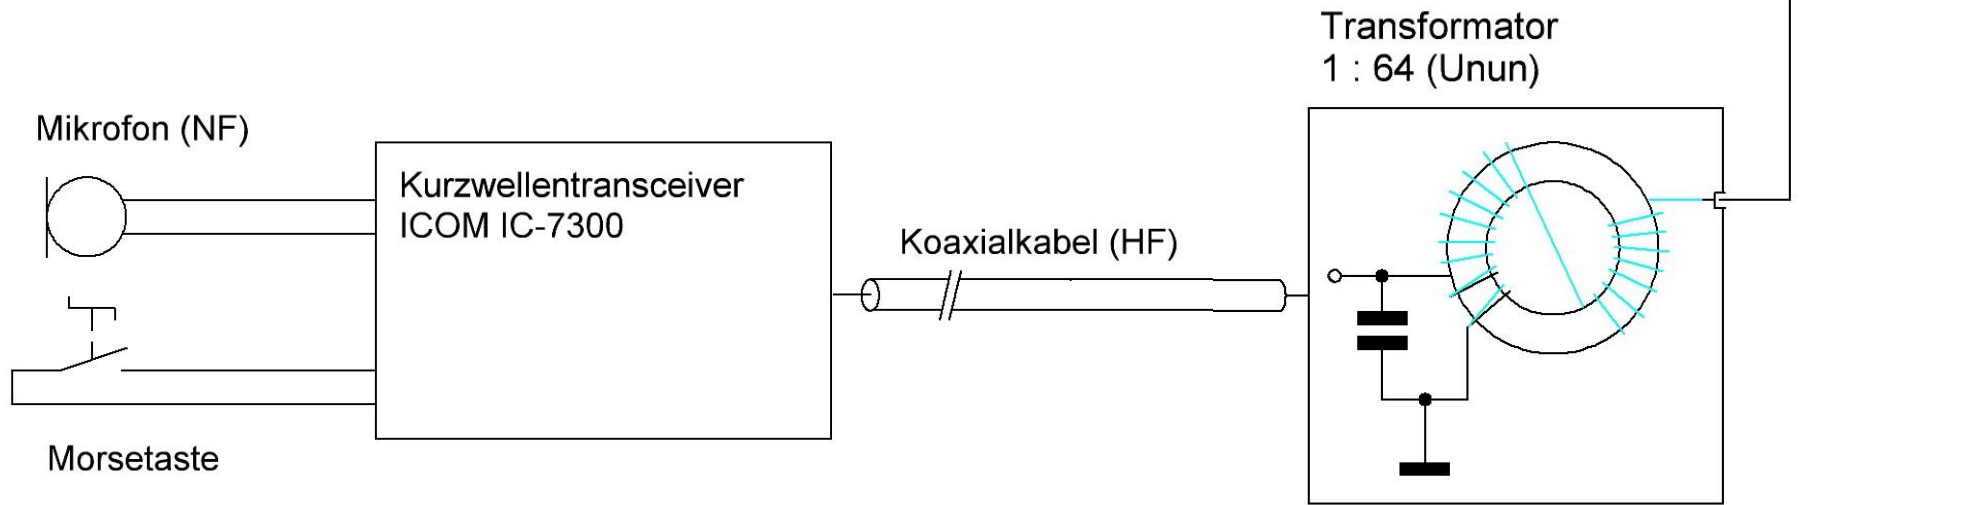 Transformator
1 : 64 (Unun)
Mikrofon (NF)
Kurzwellentransceiver
ICOM IC-7300
Koaxialkabel (HF)
Morsetaste